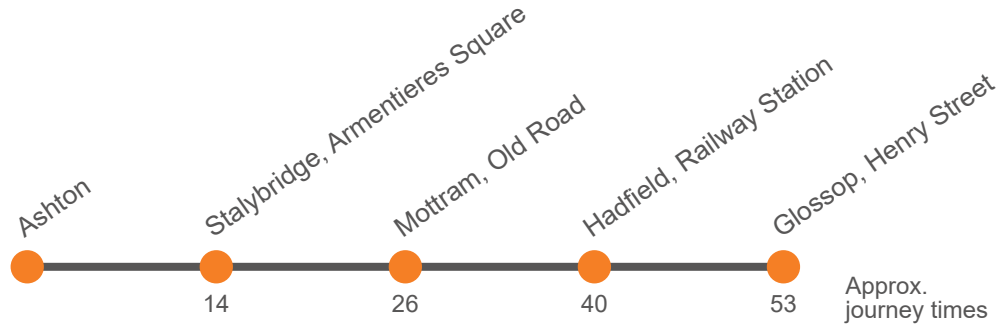 Ashton
Stalybridge, Armentieres Square
Mottram, Old Road
Hadfield, Railway Station
Glossop, Henry Street
14
26
40
53
Approx.
journey times